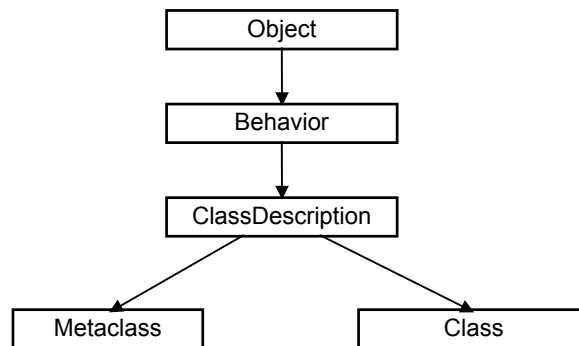 Object
Behavior
ClassDescription
Metaclass
Class